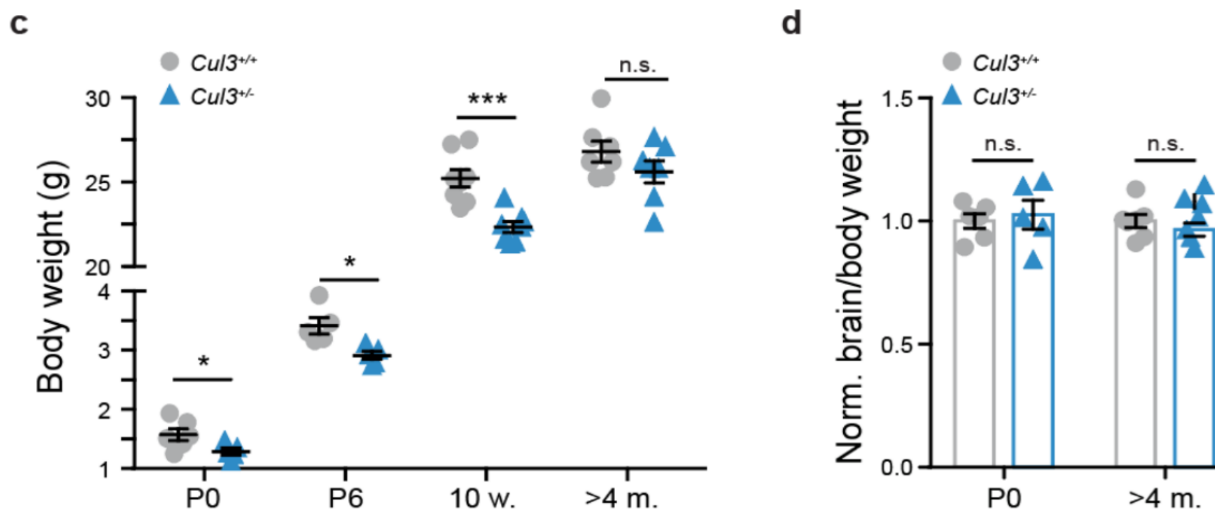 c
Cul3+/+
Cul3+/-
Body weight (g)
30
25
20
4
3
2
1
*
*
***
n.s.
P0 P6 10 w. >4 m.
d
Cul3+/+
Cul3+/-
Norm. brain/body weight
1.5
1.0
0.5
0.0
n.s. n.s.
P0 >4 m.